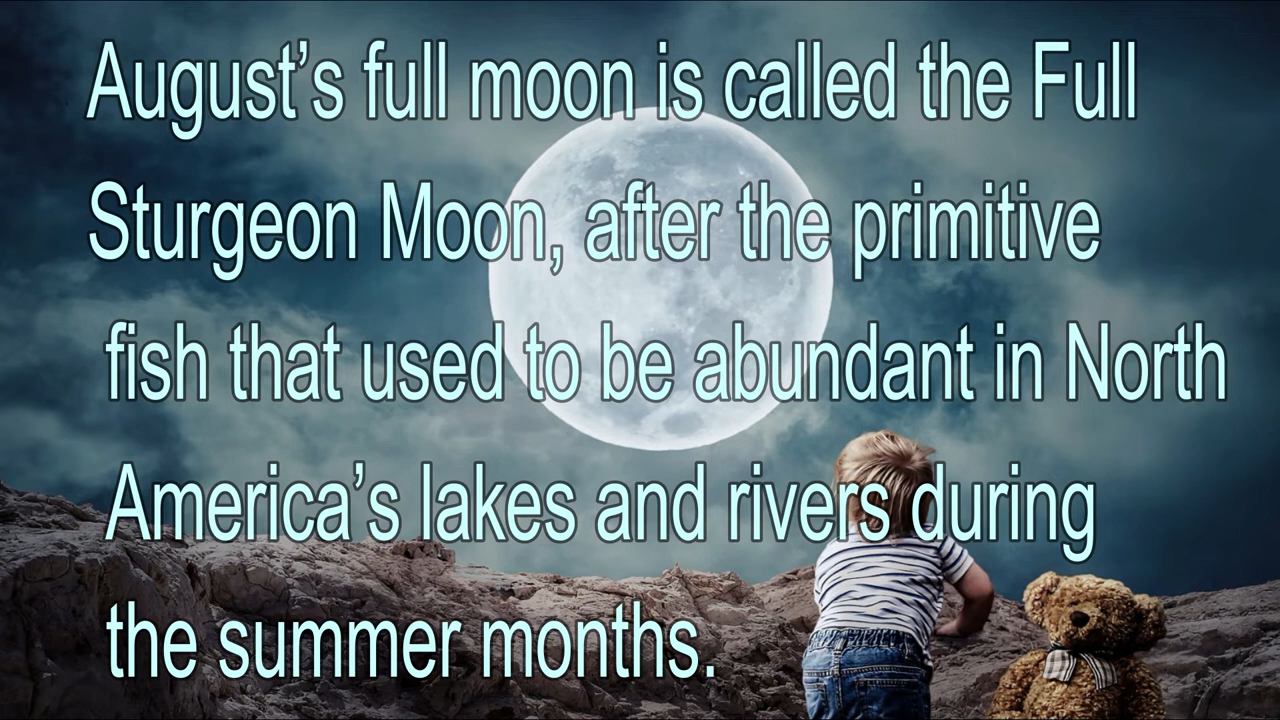 August’s full moon is called the Full
Sturgeon Moon, after the primitive
fish that used to be abundant in North
America’s lakes and rivers during
the summer months.